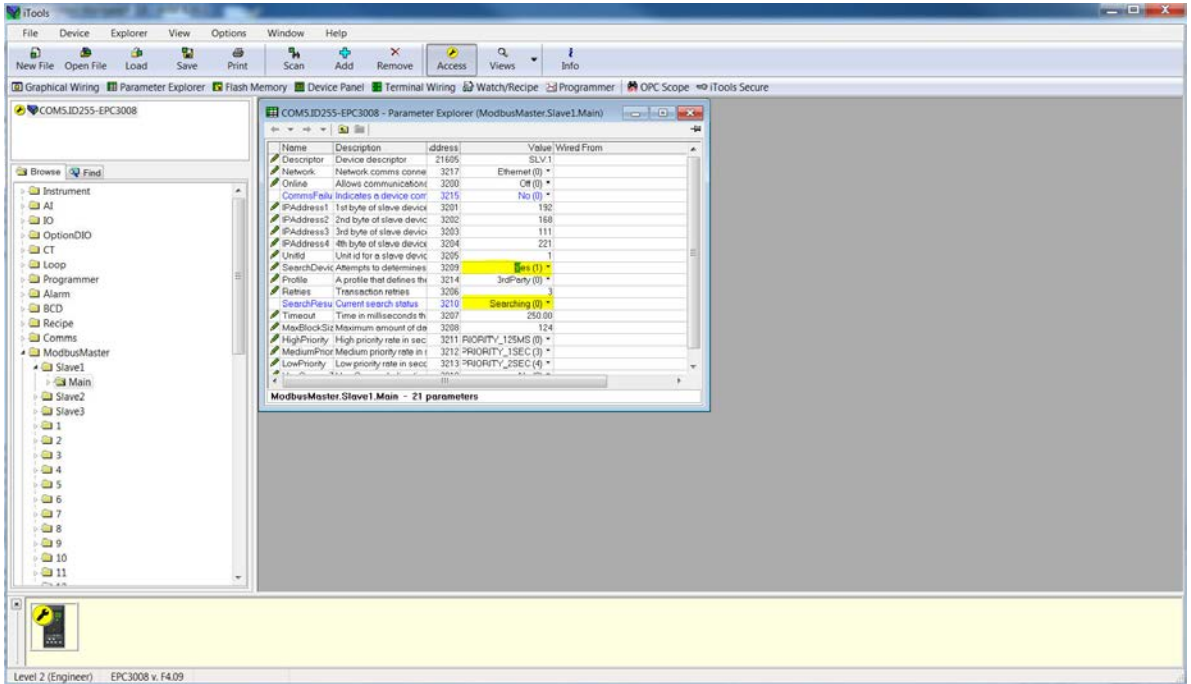 iTools
File Device Explorer View Options Window Help
New File Open File Load Save Print Scan Add Remove Access Views Info
Graphical Wiring Parameter Explorer Flash Memory Device Panel Terminal Wiring Watch/Recipe Programmer OPC Scope iTools Secure
COM5.ID255-EPC3008
Browse Find
Instrument
AI
IO
OptionDIO
CT
Loop
Programmer
Alarm
BCD
Recipe
Comms
ModbusMaster
Slave1
Main
Slave2
Slave3
1
2
3
4
5
6
7
8
9
10
11
COM5.ID255-EPC3008 - Parameter Explorer (ModbusMaster.Slave1.Main)
Name Description ddress Value Wired From
Descriptor Device descriptor 21605 SLV.1
Network Network comms conne 3217 Ethernet (0)
Online Allows communication 3200 Off (0)
CommsFailu Indicates a device com 3215 No (0)
IPAddress1 1st byte of slave device 3201 192
IPAddress2 2nd byte of slave devic 3202 168
IPAddress3 3rd byte of slave devic 3203 111
IPAddress4 4th byte of slave device 3204 221
UnitId Unit id for a slave devic 3205 1
SearchDevic Attempts to determines 3209 Yes (1)
Profile A profile that defines the 3214 3rdParty (0)
Retries Transaction retries 3206 3
SearchResu Current search status 3210 Searching (0)
Timeout Time in milliseconds th 3207 250.00
MaxBlockSiz Maximum amount of da 3208 124
HighPriority High priority rate in sec 3211 RIORITY_125MS (0)
MediumPrior Medium priority rate in s 3212 PRIORITY_1SEC (3)
LowPriority Low priority rate in secc 3213 PRIORITY_2SEC (4)
ModbusMaster.Slave1.Main - 21 parameters
Level 2 (Engineer) EPC3008 v. F4.09